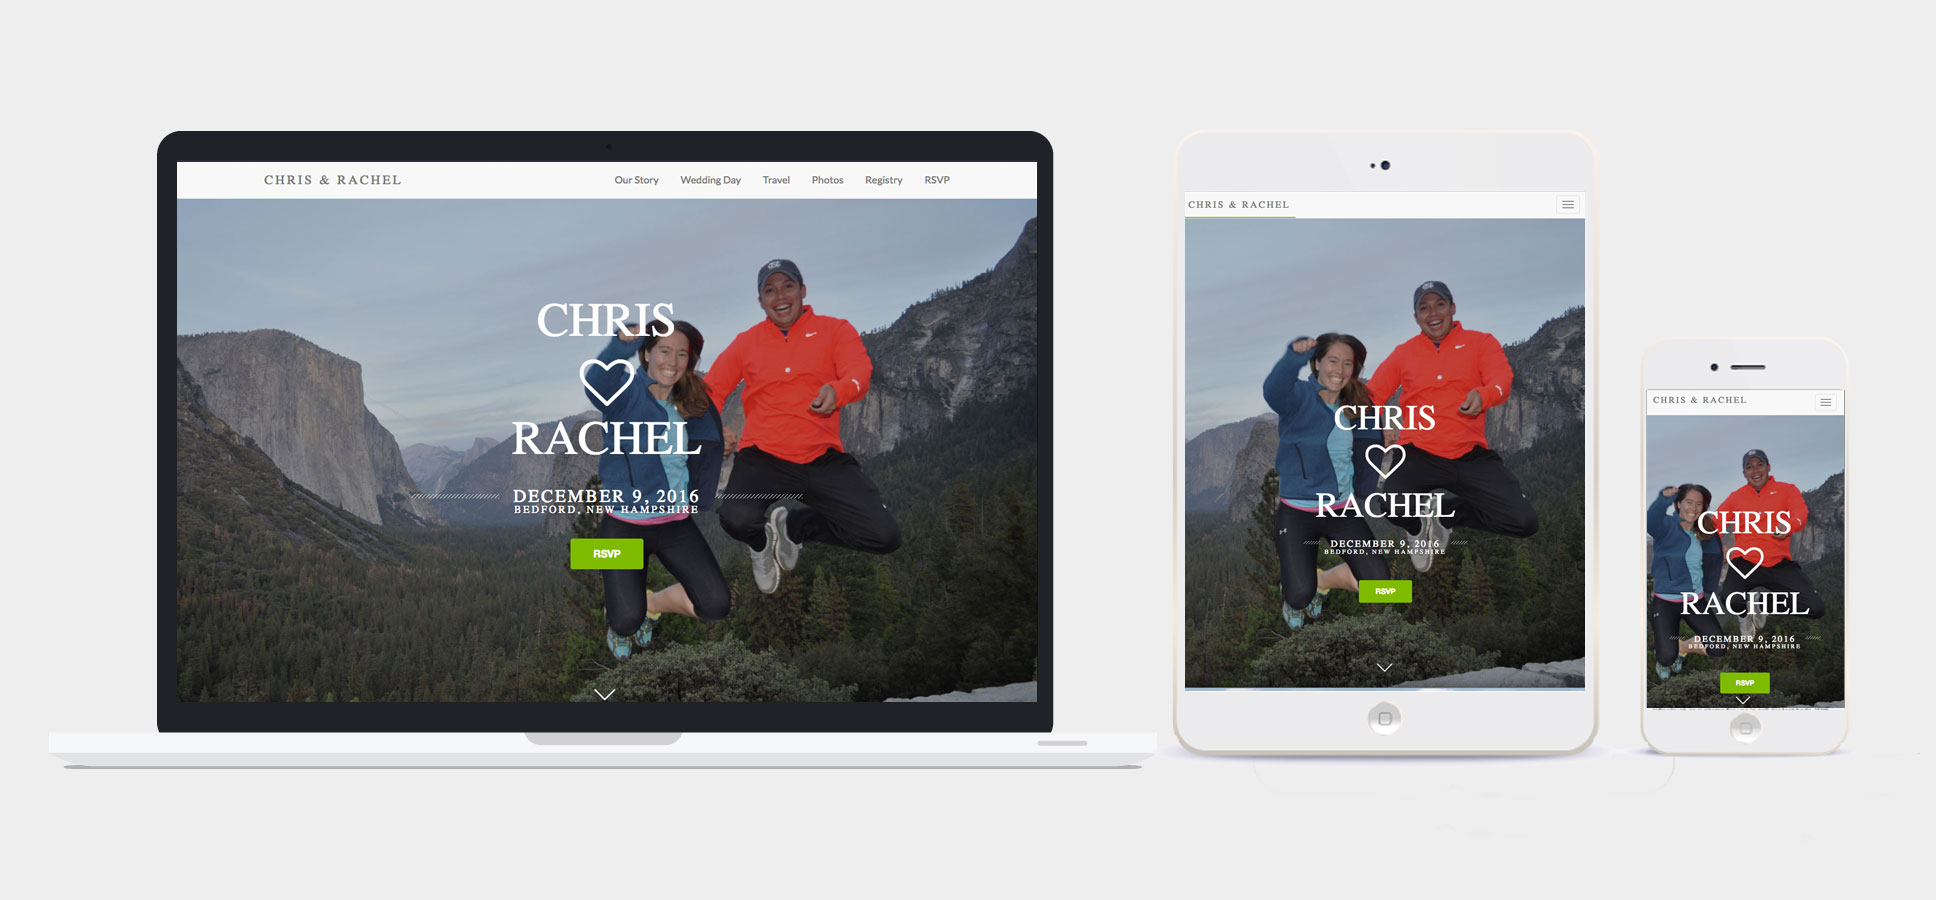 CHRIS & RACHEL
Our Story Wedding Day Travel Photos Registry RSVP
CHRIS
RACHEL
DECEMBER 9, 2016
BEDFORD, NEW HAMPSHIRE
RSVP
CHRIS & RACHEL
CHRIS
RACHEL
DECEMBER 9, 2016
BEDFORD, NEW HAMPSHIRE
RSVP
CHRIS & RACHEL
CHRIS
RACHEL
DECEMBER 9, 2016
BEDFORD, NEW HAMPSHIRE
RSVP